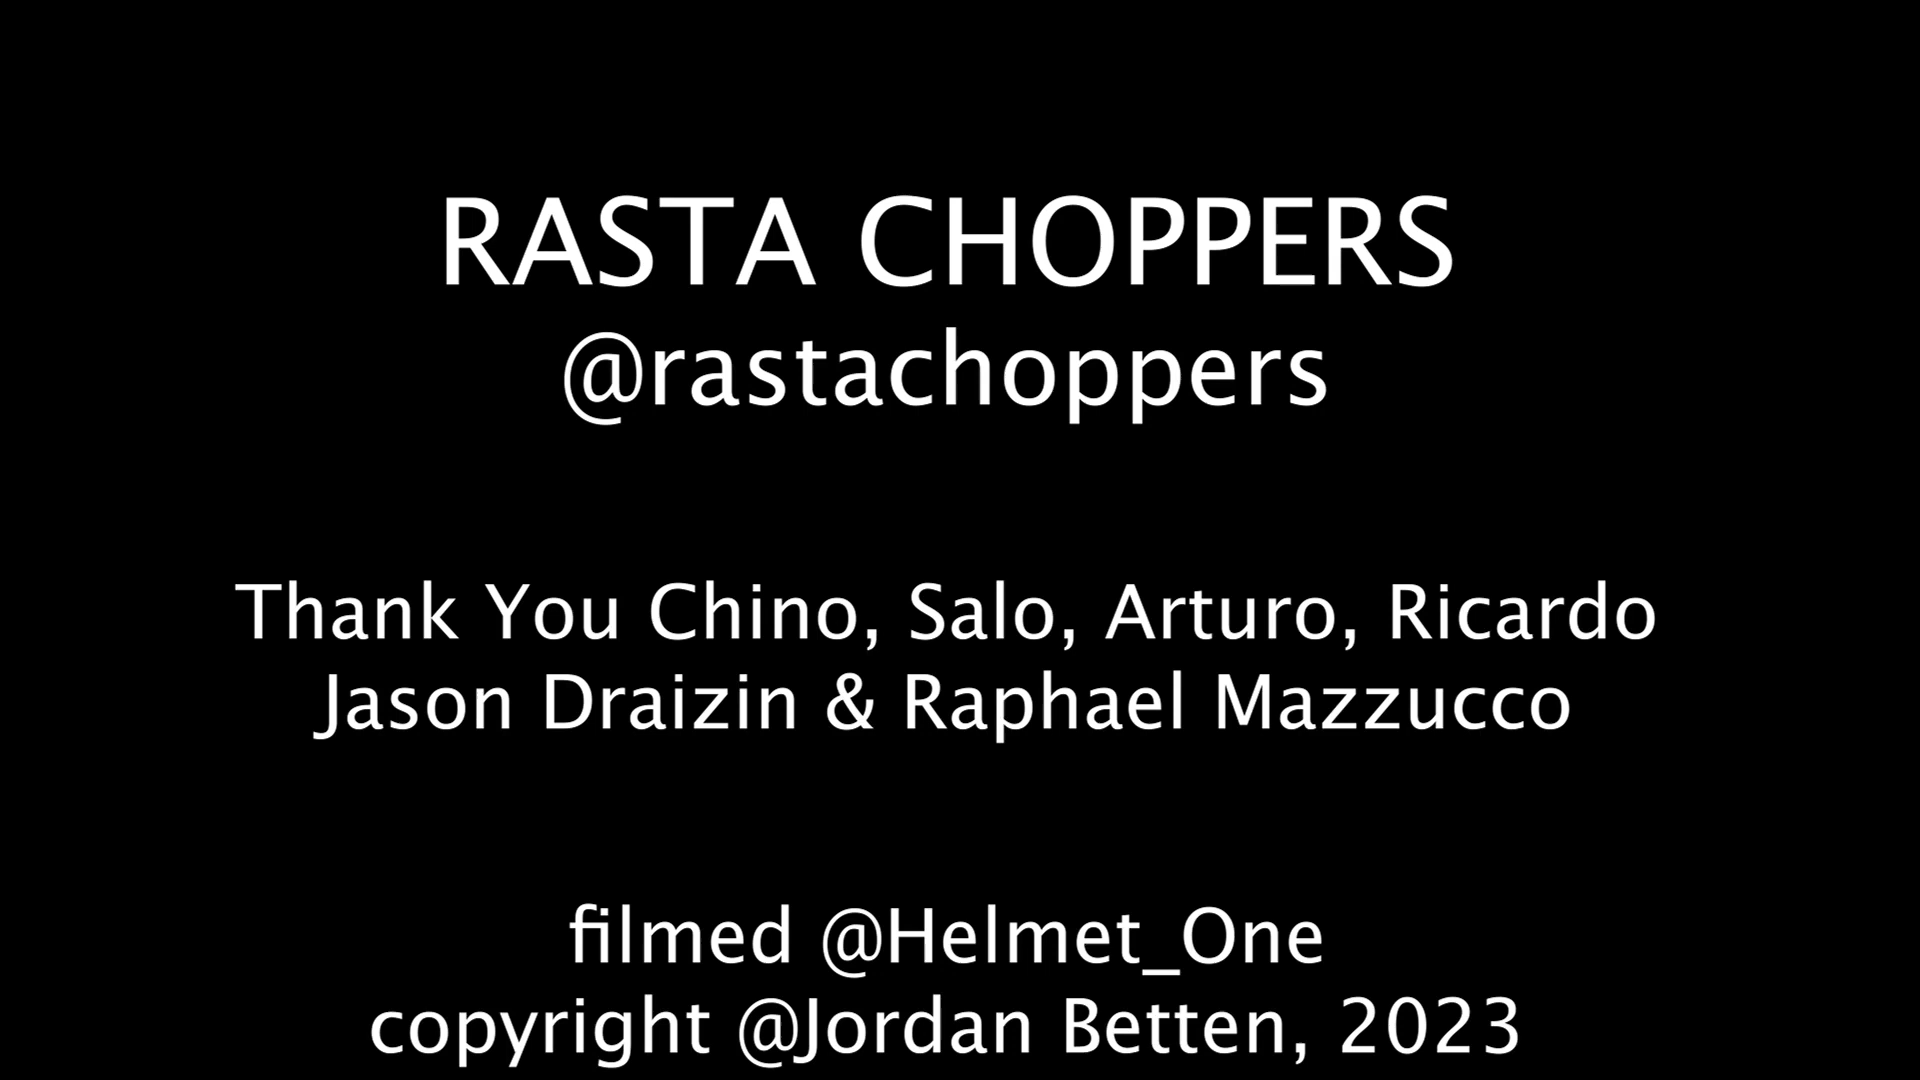 RASTA CHOPPERS
@rastachoppers
Thank You Chino, Salo, Arturo, Ricardo
Jason Draizin & Raphael Mazzucco
filmed @Helmet_One
copyright @Jordan Betten, 2023